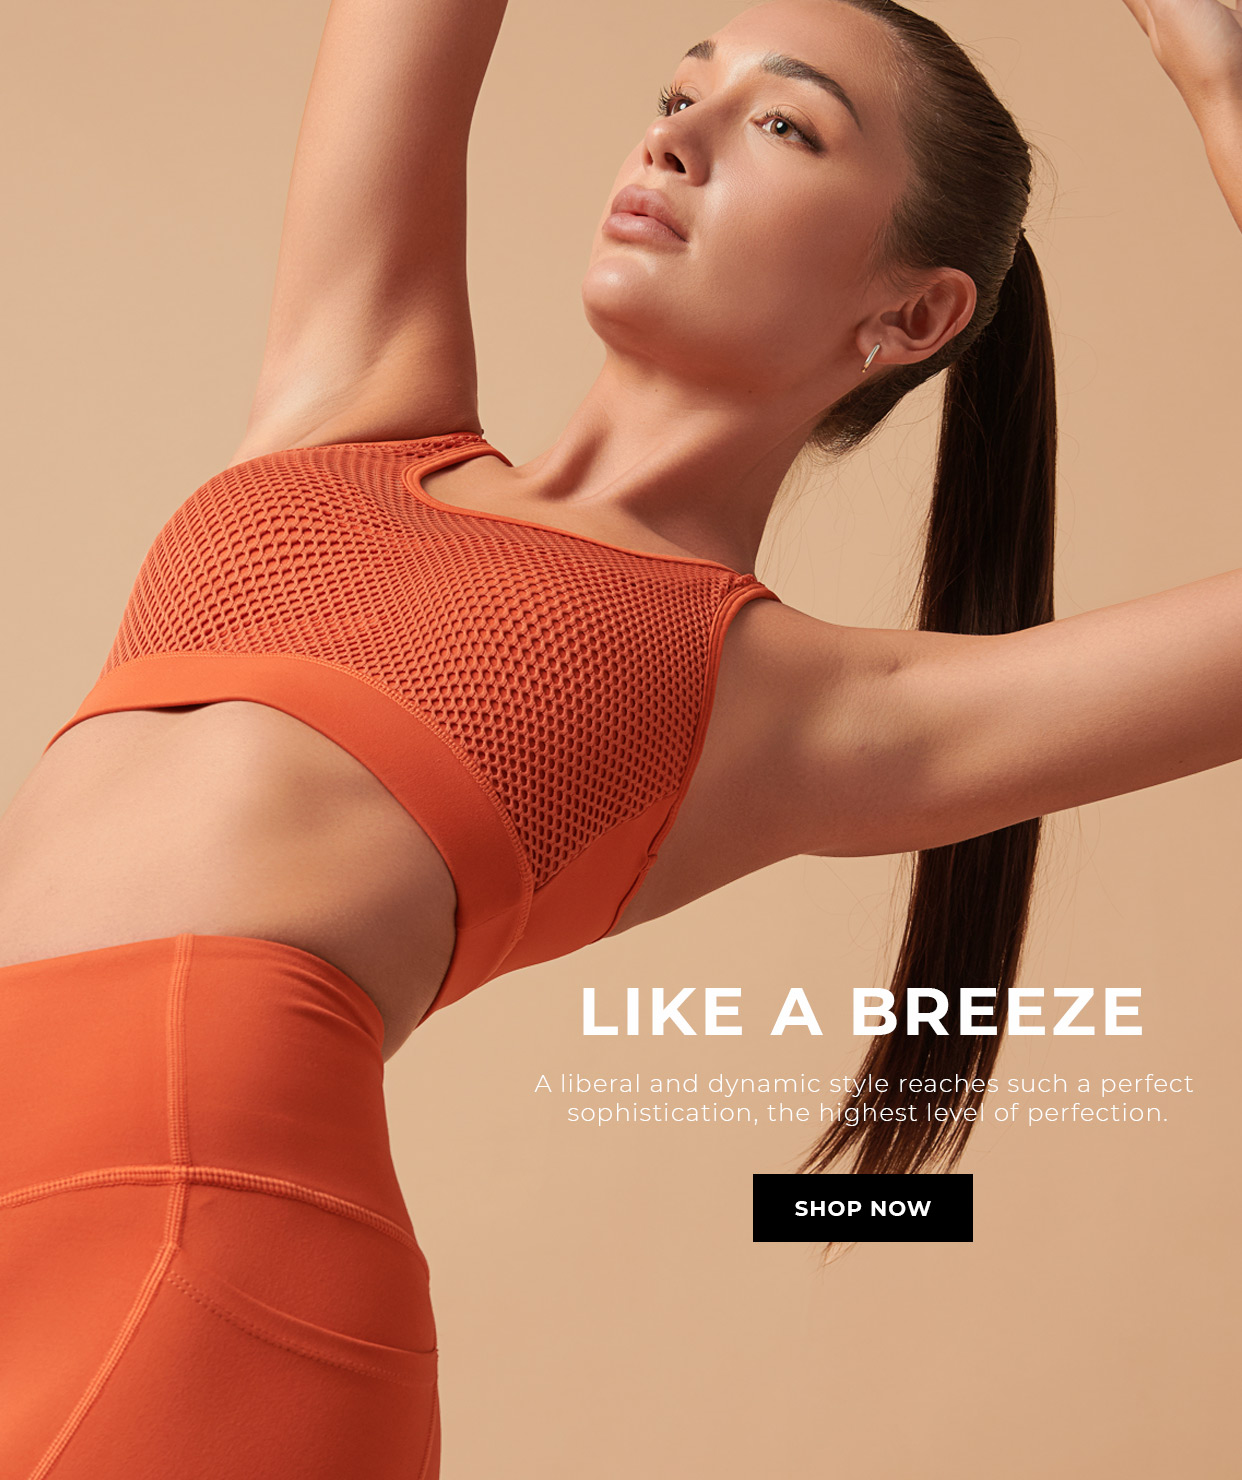 LIKE A BREEZE
A liberal and dynamic style reaches such a perfect
sophistication, the highest level of perfection.
SHOP NOW